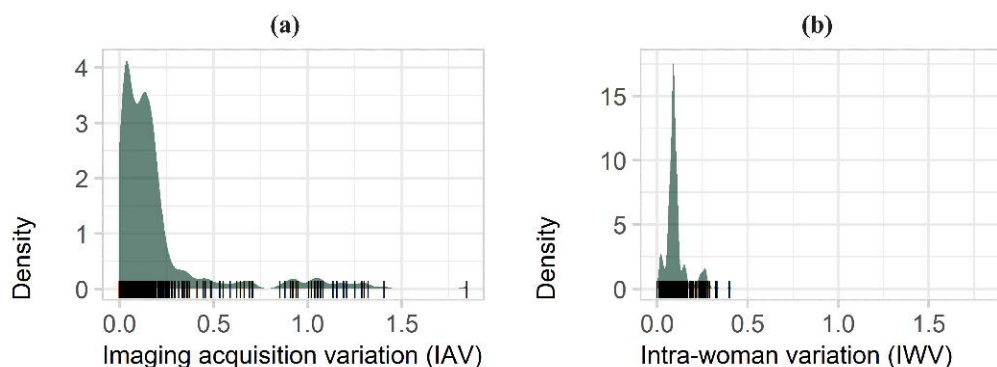 (a)
4
3
2
1
0
Density
0.0 0.5 1.0 1.5
Imaging acquisition variation (IAV)
(b)
15
10
5
0
Density
0.0 0.5 1.0 1.5
Intra-woman variation (IWV)